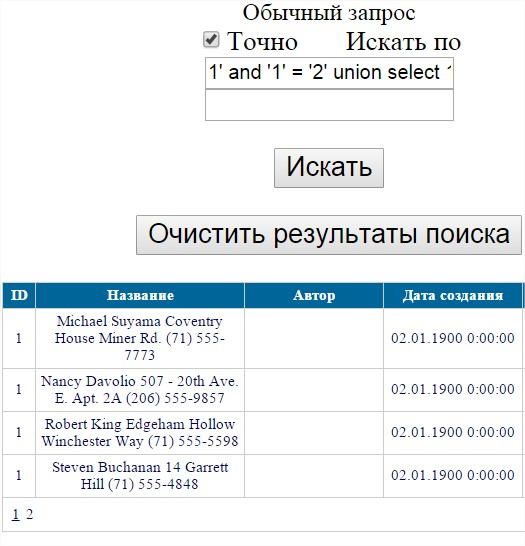 Обычный запрос
Точно Искать по
1' and '1' = '2' union select
Искать
Очистить результаты поиска
ID Название Автор Дата создания
1 Michael Suyama Coventry House Miner Rd. (71) 555-7773 02.01.1900 0:00:00
1 Nancy Davolio 507 - 20th Ave. E. Apt. 2A (206) 555-9857 02.01.1900 0:00:00
1 Robert King Edgeham Hollow Winchester Way (71) 555-5598 02.01.1900 0:00:00
1 Steven Buchanan 14 Garrett Hill (71) 555-4848 02.01.1900 0:00:00
1 2